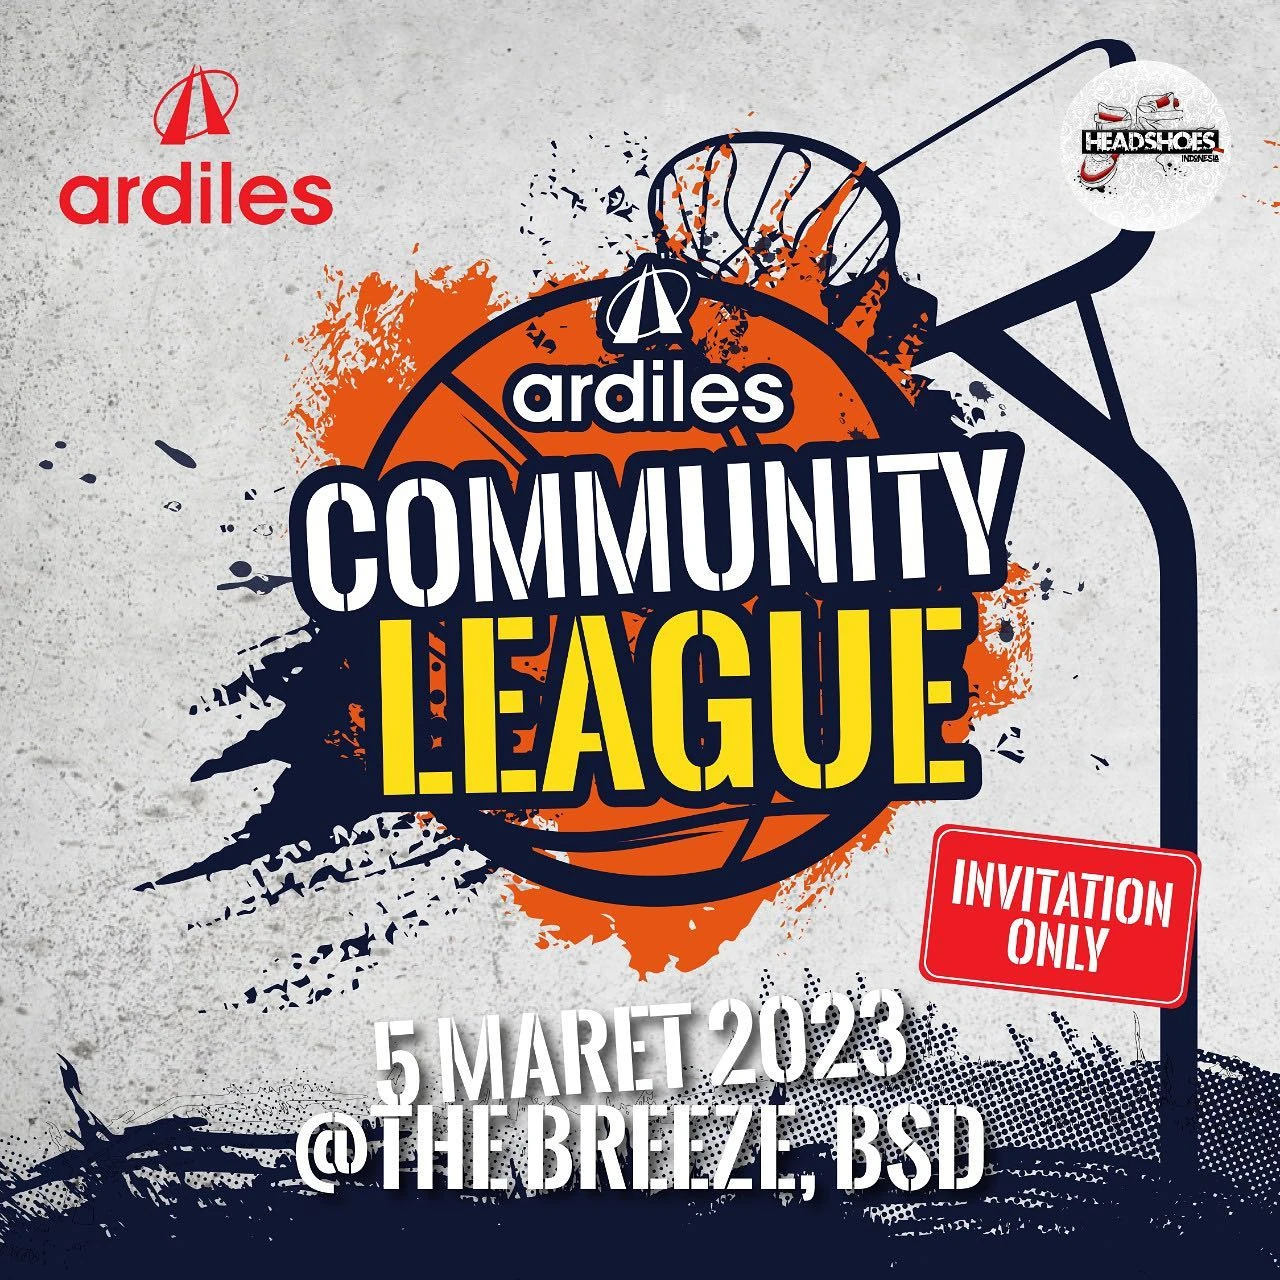 ardiles
HEADSHOES
INDONESIA
ardiles
COMMUNITY
LEAGUE
INVITATION
ONLY
5 MARET 2023
@THE BREEZE, BSD